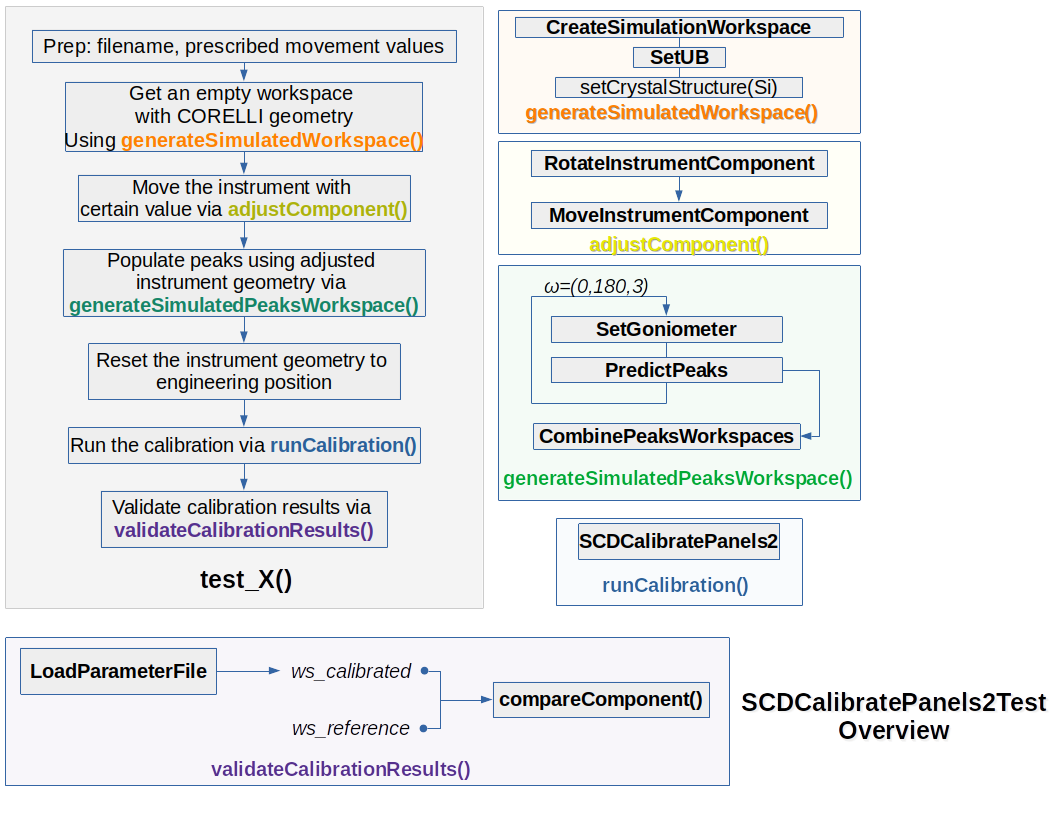 Prep: filename, prescribed movement values
Get an empty workspace
with CORELLI geometry
Using generateSimulatedWorkspace()
Move the instrument with
certain value via adjustComponent()
Populate peaks using adjusted
instrument geometry via
generateSimulatedPeaksWorkspace()
Reset the instrument geometry to
engineering position
Run the calibration via runCalibration()
Validate calibration results via
validateCalibrationResults()
test_X()
CreateSimulationWorkspace
SetUB
setCrystalStructure(Si)
generateSimulatedWorkspace()
RotateInstrumentComponent
MoveInstrumentComponent
adjustComponent()
ω=(0,180,3)
SetGoniometer
PredictPeaks
CombinePeaksWorkspaces
generateSimulatedPeaksWorkspace()
SCDCalibratePanels2
runCalibration()
LoadParameterFile
ws_calibrated
ws_reference
compareComponent()
validateCalibrationResults()
SCDCalibratePanels2Test
Overview